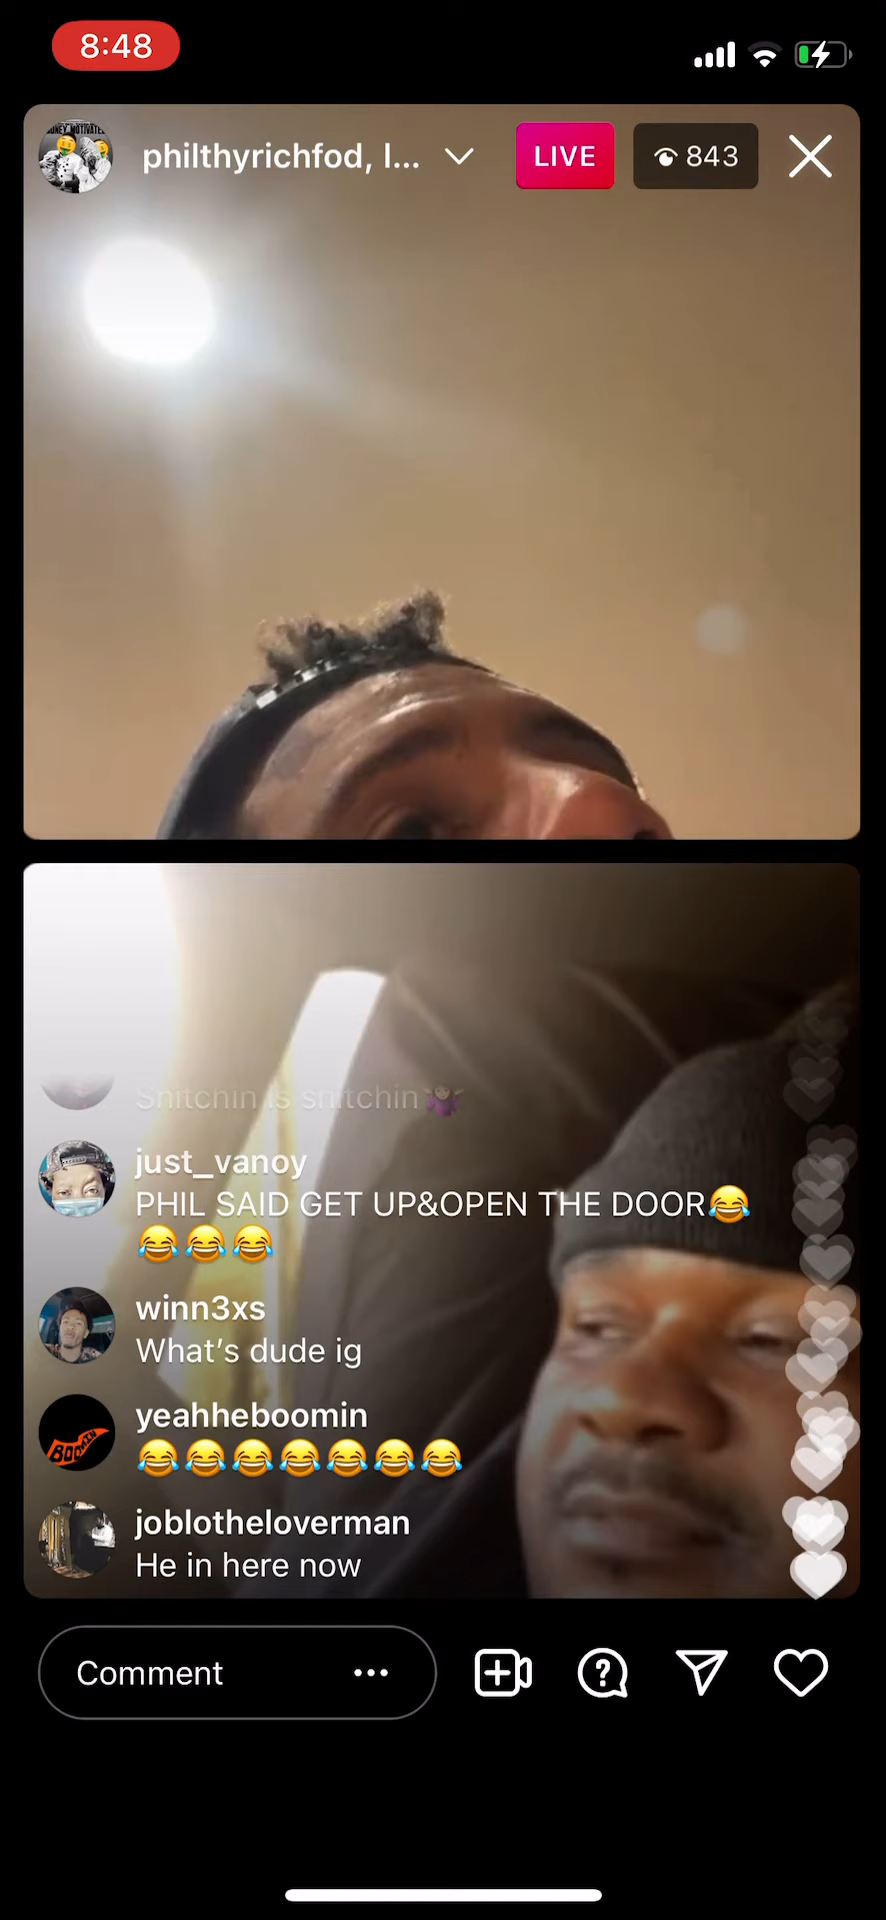 8:48
philthyrichfod, l...
LIVE
843
Snitchin is snitchin🤷🏾‍♀️
just_vanoy
PHIL SAID GET UP&OPEN THE DOOR😂
😂😂😂
winn3xs
What's dude ig
yeahheboomin
😂😂😂😂😂😂😂
BOOMIN
joblotheloverman
He in here now
Comment